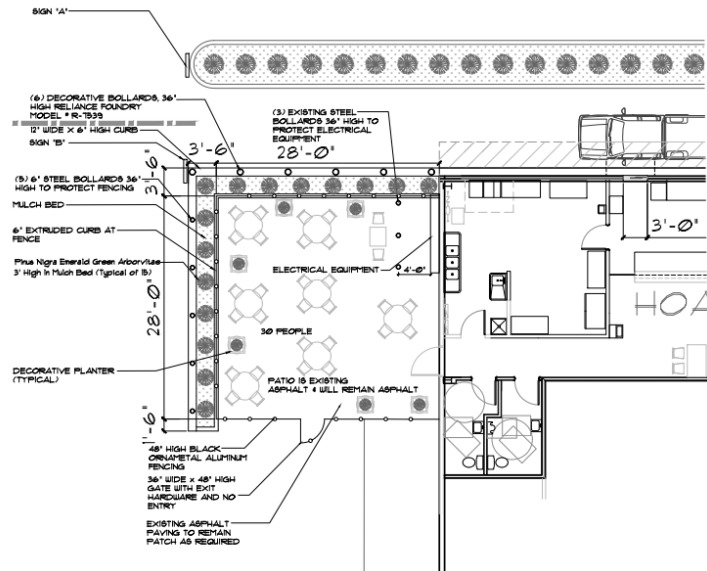 SIGN "A"
(6) DECORATIVE BOLLARDS, 36"
HIGH RELIANCE FOUNDRY
MODEL # R-7539
12" WIDE X 6" HIGH CURB
SIGN "B"
(5) 6" STEEL BOLLARDS 36"
HIGH TO PROTECT FENCING
MULCH BED
6" EXTRUDED CURB AT
FENCE
Pinus Nigra Emerald Green Arborvitae
3' High in Mulch Bed (Typical of 15)
DECORATIVE PLANTER
(TYPICAL)
3'-6"
28'-0"
3'-6"
28'-0"
1'-6"
(3) EXISTING STEEL
BOLLARDS 36" HIGH TO
PROTECT ELECTRICAL
EQUIPMENT
ELECTRICAL EQUIPMENT
4'-0"
3'-0"
HOA
30 PEOPLE
PATIO IS EXISTING
ASPHALT & WILL REMAIN ASPHALT
48" HIGH BLACK
ORNAMETAL ALUMINUM
FENCING
36" WIDE x 48" HIGH
GATE WITH EXIT
HARDWARE AND NO
ENTRY
EXISTING ASPHALT
PAVING TO REMAIN
PATCH AS REQUIRED